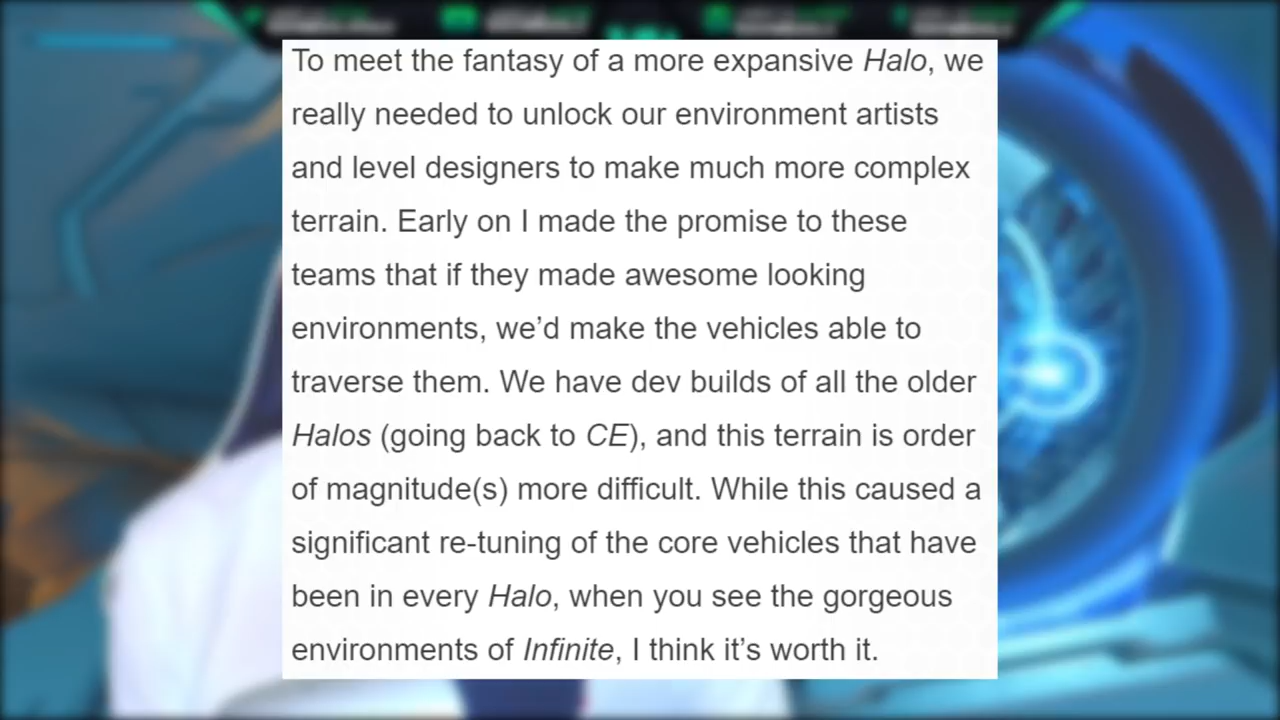 To meet the fantasy of a more expansive Halo, we
really needed to unlock our environment artists
and level designers to make much more complex
terrain. Early on I made the promise to these
teams that if they made awesome looking
environments, we’d make the vehicles able to
traverse them. We have dev builds of all the older
Halos (going back to CE), and this terrain is order
of magnitude(s) more difficult. While this caused a
significant re-tuning of the core vehicles that have
been in every Halo, when you see the gorgeous
environments of Infinite, I think it’s worth it.